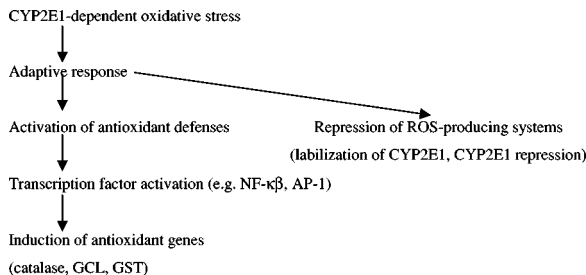 CYP2E1-dependent oxidative stress
Adaptive response
Activation of antioxidant defenses
Repression of ROS-producing systems
(labilization of CYP2E1, CYP2E1 repression)
Transcription factor activation (e.g. NF-κβ, AP-1)
Induction of antioxidant genes
(catalase, GCL, GST)